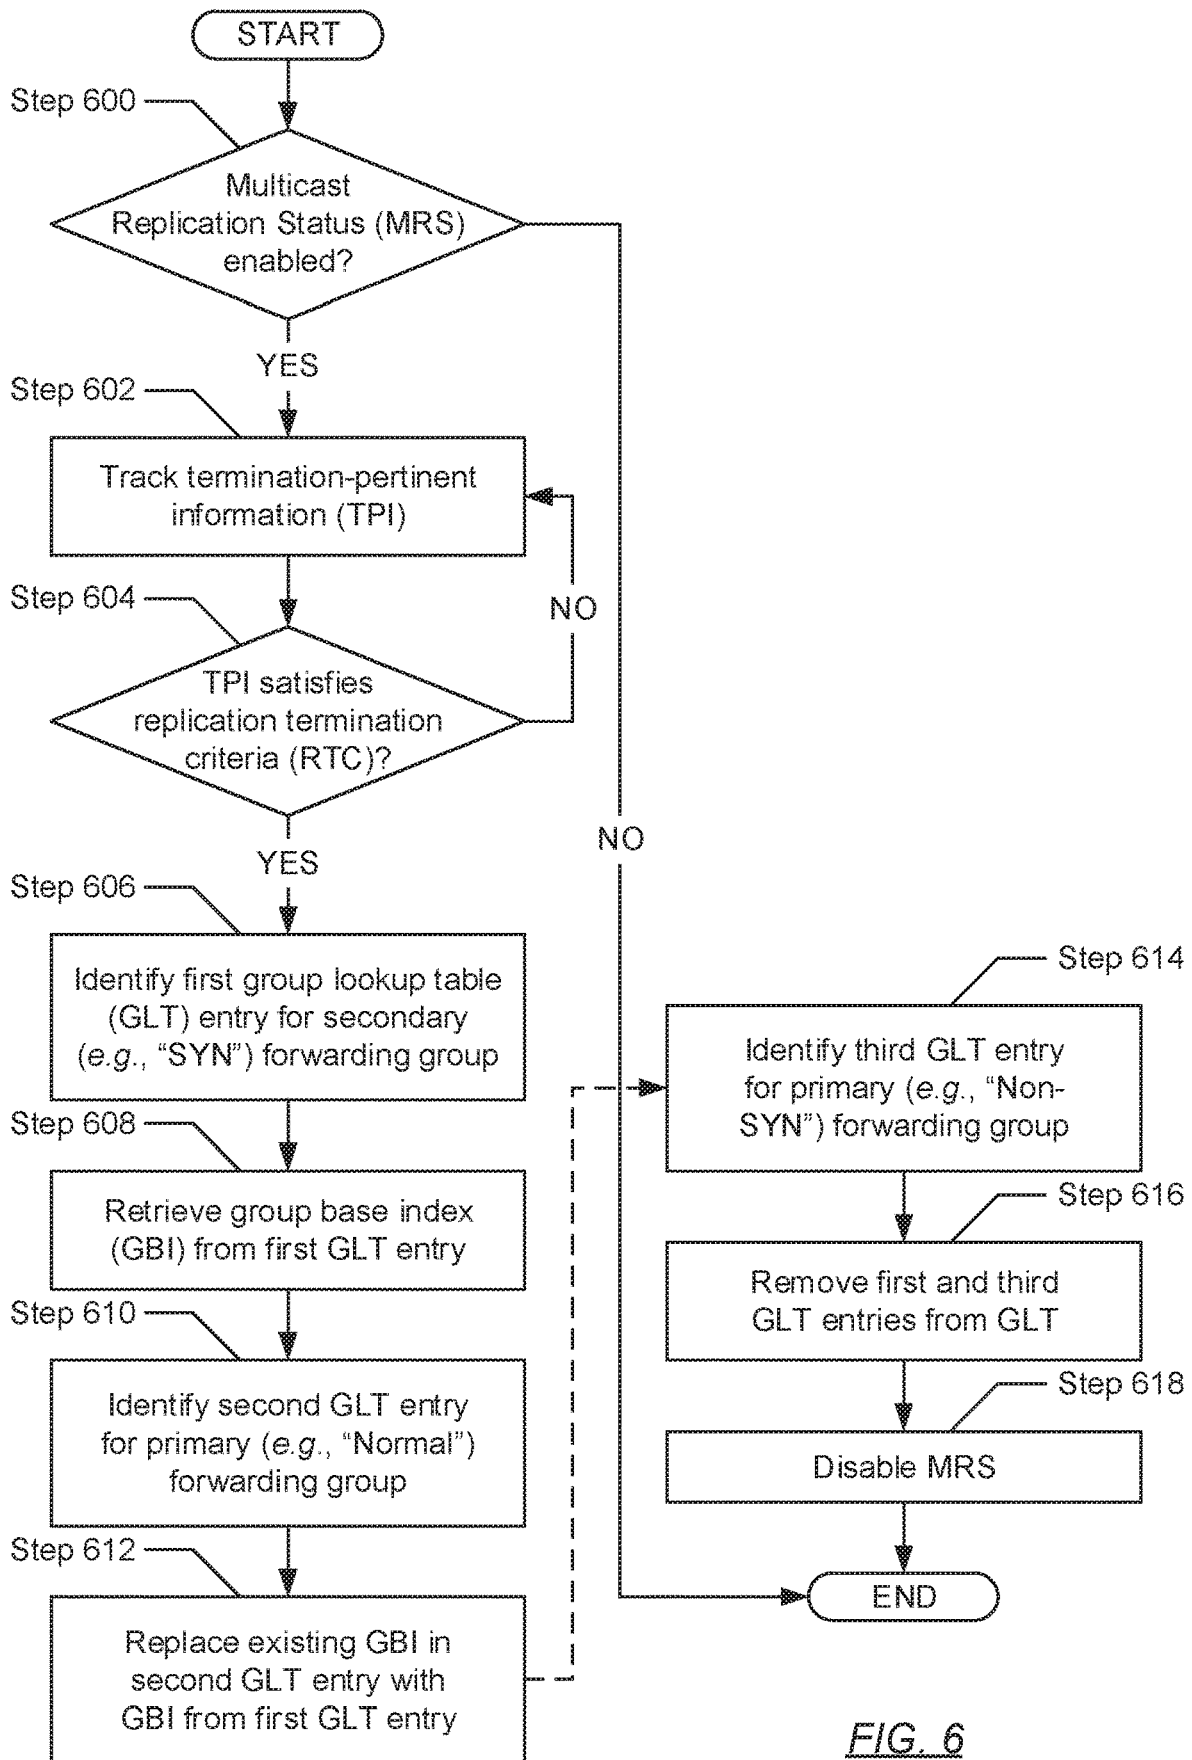 START
Step 600
Multicast
Replication Status (MRS)
enabled?
YES
Step 602
Track termination-pertinent
information (TPI)
Step 604
NO
TPI satisfies
replication termination
criteria (RTC)?
NO
YES
Step 606
Identify first group lookup table
(GLT) entry for secondary
(e.g., “SYN”) forwarding group
Step 608
Retrieve group base index
(GBI) from first GLT entry
Step 610
Identify second GLT entry
for primary (e.g., “Normal”)
forwarding group
Step 612
Replace existing GBI in
second GLT entry with
GBI from first GLT entry
Step 614
Identify third GLT entry
for primary (e.g., “Non-
SYN”) forwarding group
Step 616
Remove first and third
GLT entries from GLT
Step 618
Disable MRS
END
FIG. 6